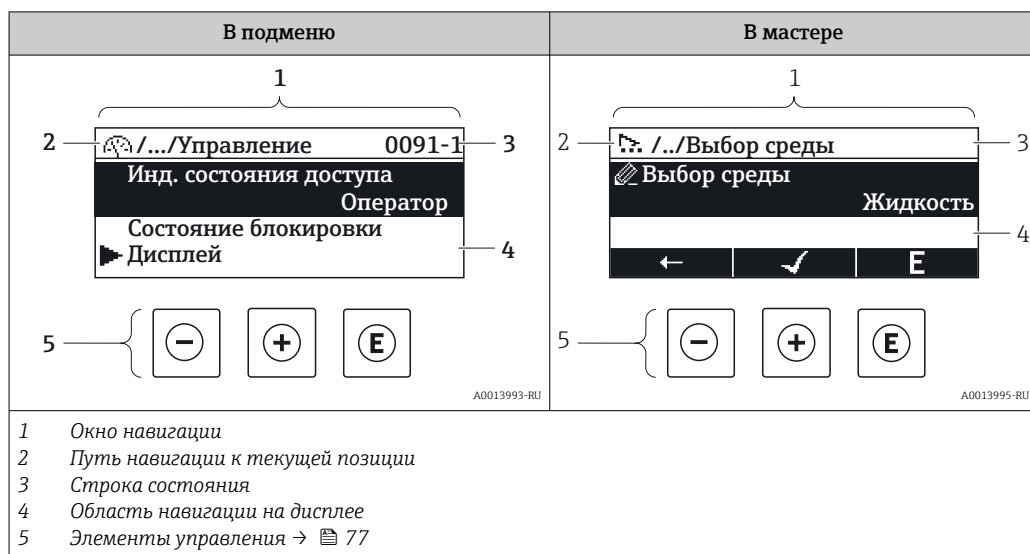 В подменю
В мастере
1
2
/.../Управление 0091-1
3
Инд. состояния доступа
Оператор
Состояние блокировки
Дисплей
4
5
E
A0013993-RU
1
2
/../Выбор среды
3
Выбор среды
Жидкость
4
E
5
E
A0013995-RU
1 Окно навигации
2 Путь навигации к текущей позиции
3 Строка состояния
4 Область навигации на дисплее
5 Элементы управления → 77